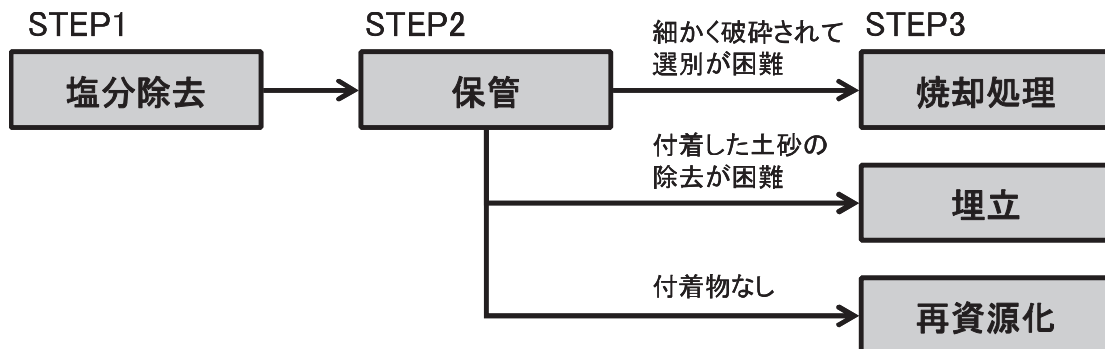 STEP1
塩分除去
STEP2
保管
細かく破砕されて
選別が困難
STEP3
焼却処理
付着した土砂の
除去が困難
埋立
付着物なし
再資源化